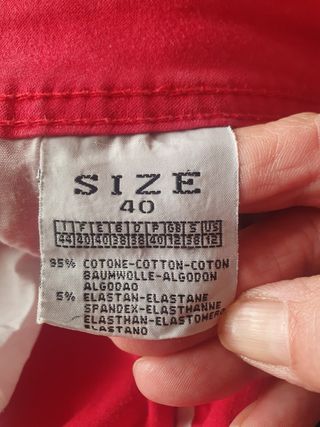 SIZE
40
I F E B D P GB S US
44 40 40 38 38 40 12 38 12
95% COTONE-COTTON-COTON
BAUMWOLLE-ALGODON
ALGODAO
5% ELASTAN-ELASTANE
SPANDEX-ELASTHANNE
ELASTHAN-ELASTOMERO
ELASTANO